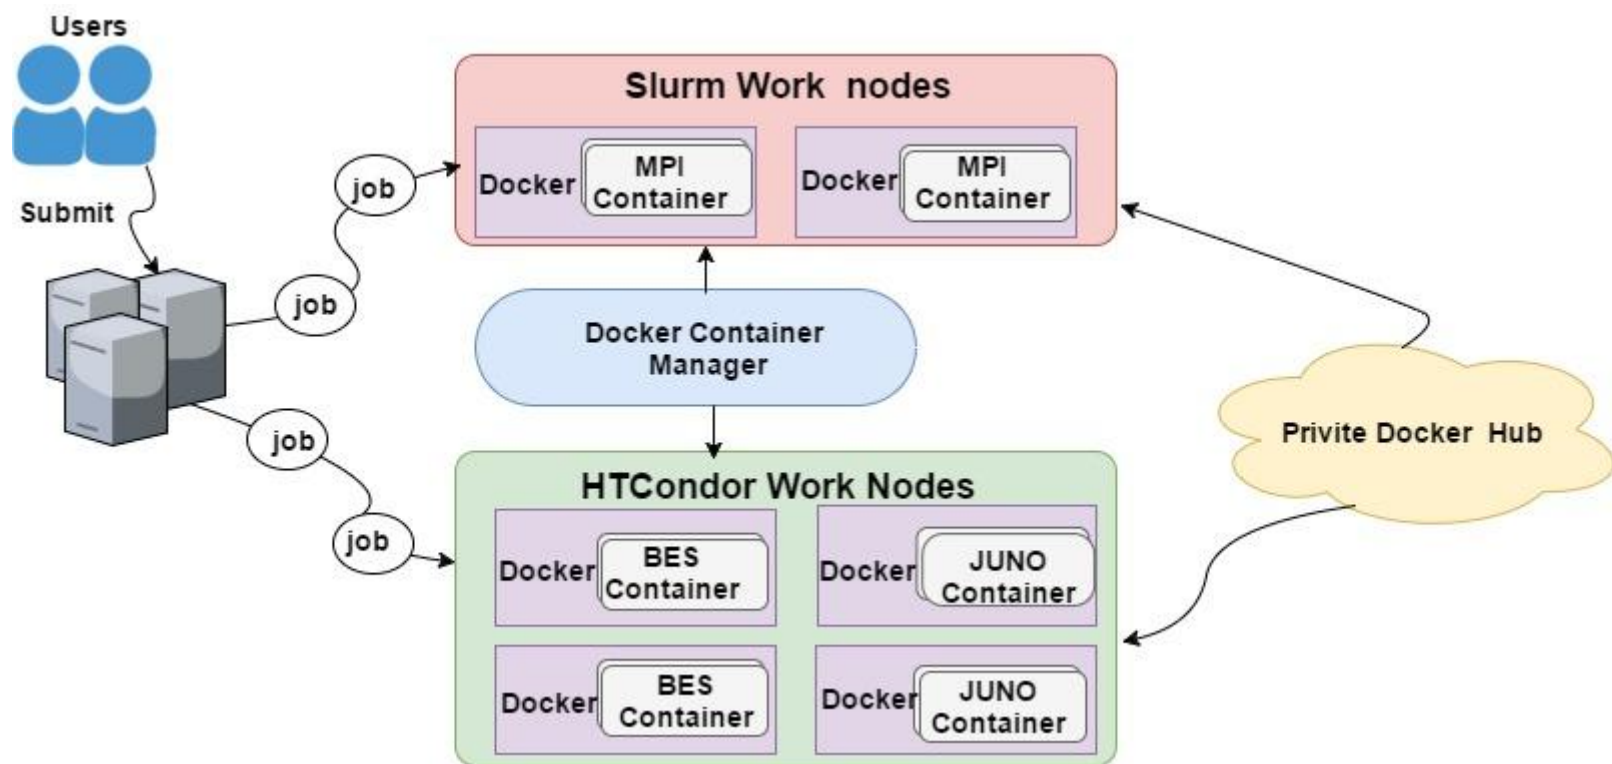 Users
Submit
job
job
job
job
Slurm Work  nodes
Docker
MPI
Container
Docker
MPI
Container
Docker Container
Manager
HTCondor Work Nodes
Docker
BES
Container
Docker
JUNO
Container
Docker
BES
Container
Docker
JUNO
Container
Privite Docker  Hub